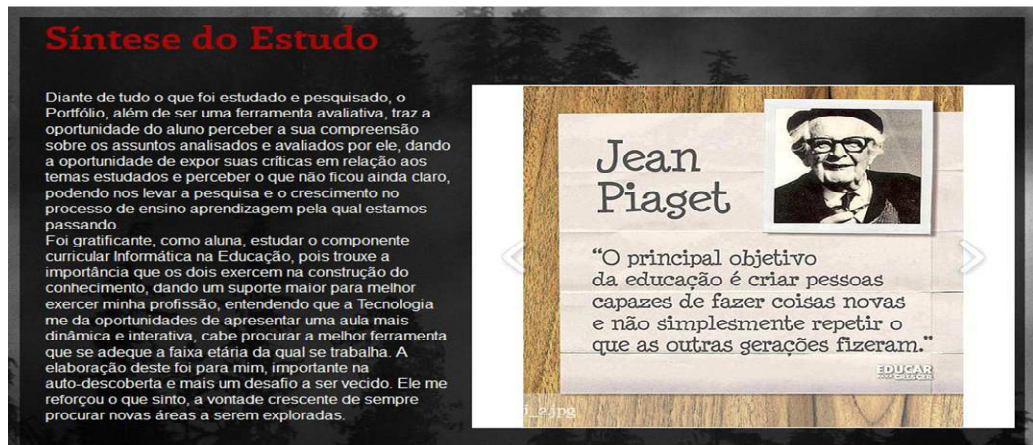 Síntese do Estudo
Diante de tudo o que foi estudado e pesquisado, o
Portfólio, além de ser uma ferramenta avaliativa, traz a
oportunidade do aluno perceber a sua compreensão
sobre os assuntos analisados e avaliados por ele, dando
a oportunidade de expor suas críticas em relação aos
temas estudados e perceber o que não ficou ainda claro,
podendo nos levar a pesquisa e o crescimento no
processo de ensino aprendizagem pela qual estamos
passando
Foi gratificante, como aluna, estudar o componente
curricular Informática na Educação, pois trouxe a
importância que os dois exercem na construção do
conhecimento, dando um suporte maior para melhor
exercer minha profissão, entendendo que a Tecnologia
me da oportunidades de apresentar uma aula mais
dinâmica e interativa, cabe procurar a melhor ferramenta
que se adeque a faixa etária da qual se trabalha. A
elaboração deste foi para mim, importante na
auto-descoberta e mais um desafio a ser vecido. Ele me
reforçou o que sinto, a vontade crescente de sempre
procurar novas áreas a serem exploradas.
Jean
Piaget
“O principal objetivo
da educação é criar pessoas
capazes de fazer coisas novas
e não simplesmente repetir o
que as outras gerações fizeram.”
EDUCAR
PARA CRESCER
i_2.jpg